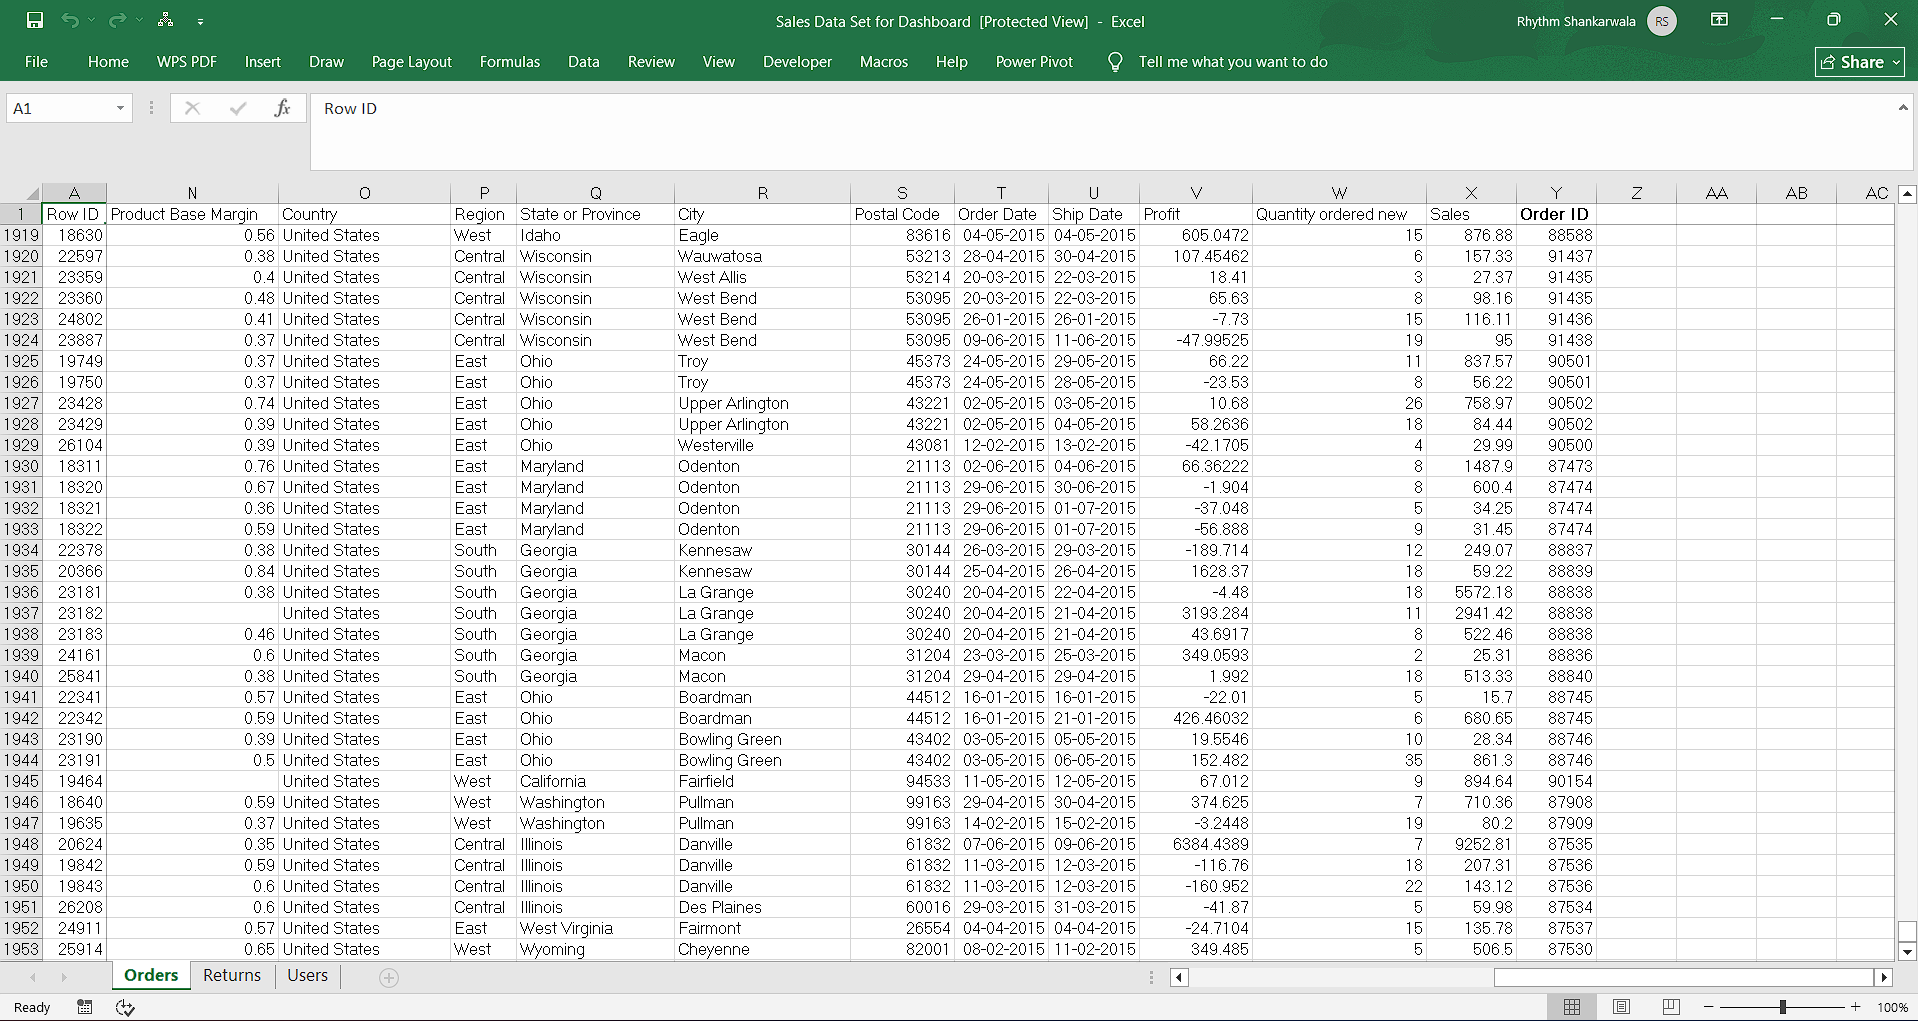 Sales Data Set for Dashboard [Protected View] - Excel Rhythm Shankarwala RS
File Home WPS PDF Insert Draw Page Layout Formulas Data Review View Developer Macros Help Power Pivot Tell me what you want to do Share
A1 fx Row ID
A N O P Q R S T U V W X Y Z AA AB AC
1 Row ID Product Base Margin Country Region State or Province City Postal Code Order Date Ship Date Profit Quantity ordered new Sales Order ID
1919 18630 0.56 United States West Idaho Eagle 83616 04-05-2015 04-05-2015 605.0472 15 876.88 88588
1920 22597 0.38 United States Central Wisconsin Wauwatosa 53213 28-04-2015 30-04-2015 107.45462 6 157.33 91437
1921 23359 0.4 United States Central Wisconsin West Allis 53214 20-03-2015 22-03-2015 18.41 3 27.37 91435
1922 23360 0.48 United States Central Wisconsin West Bend 53095 20-03-2015 22-03-2015 65.63 8 98.16 91435
1923 24802 0.41 United States Central Wisconsin West Bend 53095 26-01-2015 26-01-2015 -7.73 15 116.11 91436
1924 23887 0.37 United States Central Wisconsin West Bend 53095 09-06-2015 11-06-2015 -47.99525 19 95 91438
1925 19749 0.37 United States East Ohio Troy 45373 24-05-2015 29-05-2015 66.22 11 837.57 90501
1926 19750 0.37 United States East Ohio Troy 45373 24-05-2015 28-05-2015 -23.53 8 56.22 90501
1927 23428 0.74 United States East Ohio Upper Arlington 43221 02-05-2015 03-05-2015 10.68 26 758.97 90502
1928 23429 0.39 United States East Ohio Upper Arlington 43221 02-05-2015 04-05-2015 58.2636 18 84.44 90502
1929 26104 0.39 United States East Ohio Westerville 43081 12-02-2015 13-02-2015 -42.1705 4 29.99 90500
1930 18311 0.76 United States East Maryland Odenton 21113 02-06-2015 04-06-2015 66.36222 8 1487.9 87473
1931 18320 0.67 United States East Maryland Odenton 21113 29-06-2015 30-06-2015 -1.904 8 600.4 87474
1932 18321 0.36 United States East Maryland Odenton 21113 29-06-2015 01-07-2015 -37.048 5 34.25 87474
1933 18322 0.59 United States East Maryland Odenton 21113 29-06-2015 01-07-2015 -56.888 9 31.45 87474
1934 22378 0.38 United States South Georgia Kennesaw 30144 26-03-2015 29-03-2015 -189.714 12 249.07 88837
1935 20366 0.84 United States South Georgia Kennesaw 30144 25-04-2015 26-04-2015 1628.37 18 59.22 88839
1936 23181 0.38 United States South Georgia La Grange 30240 20-04-2015 22-04-2015 -4.48 18 5572.18 88838
1937 23182 United States South Georgia La Grange 30240 20-04-2015 21-04-2015 3193.284 11 2941.42 88838
1938 23183 0.46 United States South Georgia La Grange 30240 20-04-2015 21-04-2015 43.6917 8 522.46 88838
1939 24161 0.6 United States South Georgia Macon 31204 23-03-2015 25-03-2015 349.0593 2 25.31 88836
1940 25841 0.38 United States South Georgia Macon 31204 29-04-2015 29-04-2015 1.992 18 513.33 88840
1941 22341 0.57 United States East Ohio Boardman 44512 16-01-2015 16-01-2015 -22.01 5 15.7 88745
1942 22342 0.59 United States East Ohio Boardman 44512 16-01-2015 21-01-2015 426.46032 6 680.65 88745
1943 23190 0.39 United States East Ohio Bowling Green 43402 03-05-2015 05-05-2015 19.5546 10 28.34 88746
1944 23191 0.5 United States East Ohio Bowling Green 43402 03-05-2015 06-05-2015 152.482 35 861.3 88746
1945 19464 United States West California Fairfield 94533 11-05-2015 12-05-2015 67.012 9 894.64 90154
1946 18640 0.59 United States West Washington Pullman 99163 29-04-2015 30-04-2015 374.625 7 710.36 87908
1947 19635 0.37 United States West Washington Pullman 99163 14-02-2015 15-02-2015 -3.2448 19 80.2 87909
1948 20624 0.35 United States Central Illinois Danville 61832 07-06-2015 09-06-2015 6384.4389 7 9252.81 87535
1949 19842 0.59 United States Central Illinois Danville 61832 11-03-2015 12-03-2015 -116.76 18 207.31 87536
1950 19843 0.6 United States Central Illinois Danville 61832 11-03-2015 12-03-2015 -160.952 22 143.12 87536
1951 26208 0.6 United States Central Illinois Des Plaines 60016 29-03-2015 31-03-2015 -41.87 5 59.98 87534
1952 24911 0.57 United States East West Virginia Fairmont 26554 04-04-2015 04-04-2015 -24.7104 15 135.78 87537
1953 25914 0.65 United States West Wyoming Cheyenne 82001 08-02-2015 11-02-2015 349.485 5 506.5 87530
Orders Returns Users
Ready 100%